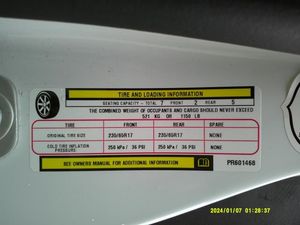 TIRE AND LOADING INFORMATION
SEATING CAPACITY - TOTAL 7 FRONT 2 REAR 5
THE COMBINED WEIGHT OF OCCUPANTS AND CARGO SHOULD NEVER EXCEED
521 KG OR 1150 LB
TIRE FRONT REAR SPARE
ORIGINAL TIRE SIZE 235/65R17 235/65R17 NONE
COLD TIRE INFLATION PRESSURE: 250 kPa / 36 PSI 250 kPa / 36 PSI NONE
SEE OWNERS MANUAL FOR ADDITIONAL INFORMATION PR601468
2024/01/07 01:28:37